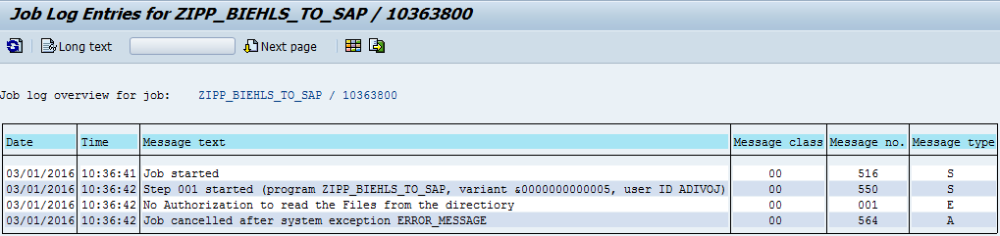 Job Log Entries for ZIPP_BIEHLS_TO_SAP / 10363800
Long text Next page
Job log overview for job: ZIPP_BIEHLS_TO_SAP / 10363800
Date Time Message text Message class Message no. Message type
03/01/2016 10:36:41 Job started 00 516 S
03/01/2016 10:36:42 Step 001 started (program ZIPP_BIEHLS_TO_SAP, variant &0000000000005, user ID ADIVOJ) 00 550 S
03/01/2016 10:36:42 No Authorization to read the Files from the directiory 00 001 E
03/01/2016 10:36:42 Job cancelled after system exception ERROR_MESSAGE 00 564 A